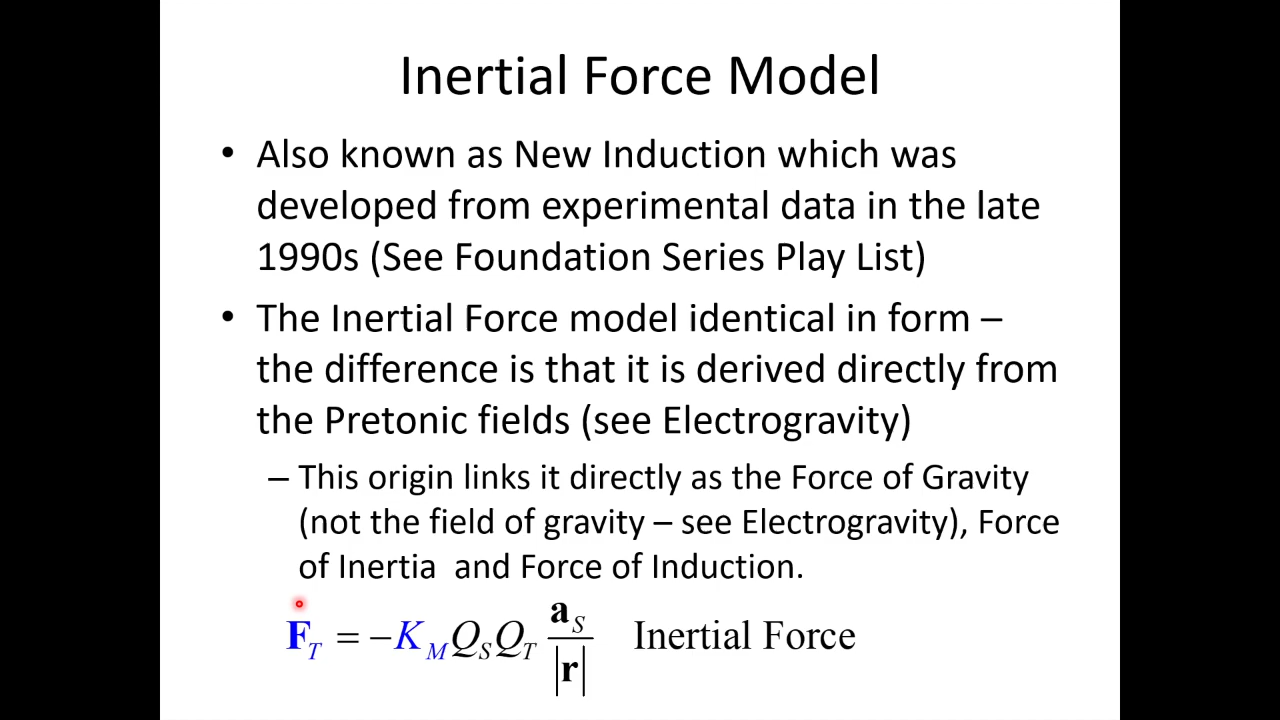 Inertial Force Model
• Also known as New Induction which was
developed from experimental data in the late
1990s (See Foundation Series Play List)
• The Inertial Force model identical in form –
the difference is that it is derived directly from
the Pretonic fields (see Electrogravity)
– This origin links it directly as the Force of Gravity
(not the field of gravity – see Electrogravity), Force
of Inertia and Force of Induction.
F_T = −K_M Q_S Q_T a_S / |r| Inertial Force